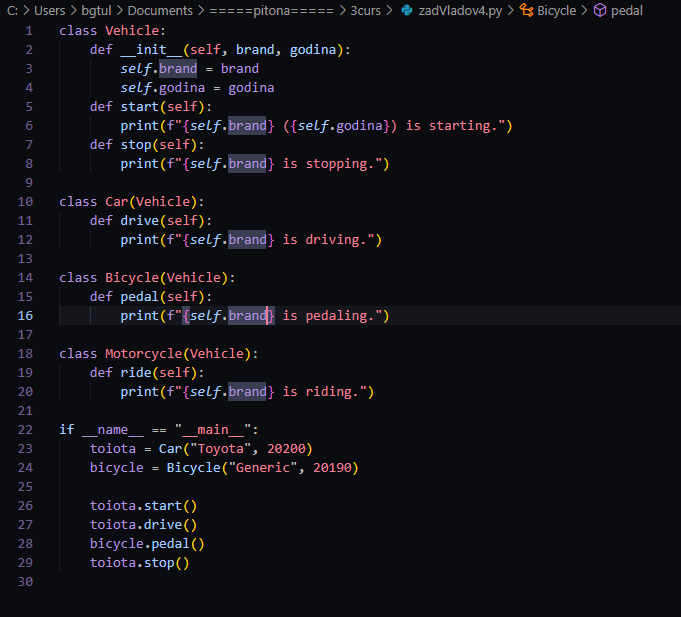 C: > Users > bgtul > Documents > =====pitona===== > 3curs > zadVladov4.py > Bicycle > pedal
1 class Vehicle:
2     def __init__(self, brand, godina):
3         self.brand = brand
4         self.godina = godina
5     def start(self):
6         print(f"{self.brand} ({self.godina}) is starting.")
7     def stop(self):
8         print(f"{self.brand} is stopping.")
9
10 class Car(Vehicle):
11     def drive(self):
12         print(f"{self.brand} is driving.")
13
14 class Bicycle(Vehicle):
15     def pedal(self):
16         print(f"{self.brand} is pedaling.")
17
18 class Motorcycle(Vehicle):
19     def ride(self):
20         print(f"{self.brand} is riding.")
21
22 if __name__ == "__main__":
23     toiota = Car("Toyota", 20200)
24     bicycle = Bicycle("Generic", 20190)
25
26     toiota.start()
27     toiota.drive()
28     bicycle.pedal()
29     toiota.stop()
30